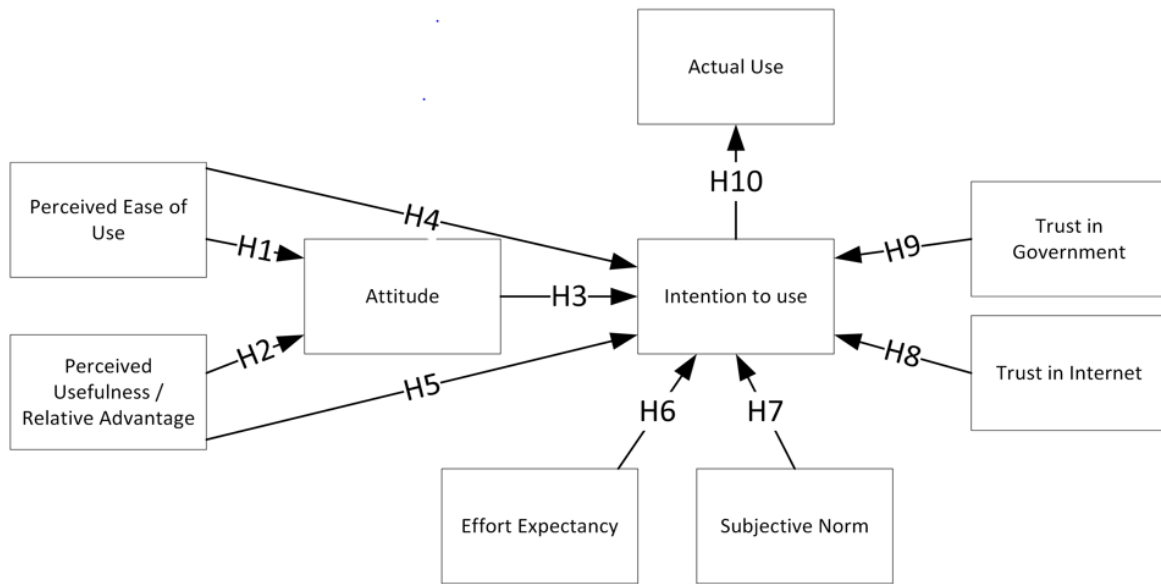 Actual Use
H10
Perceived Ease of
Use
H4
H1
Trust in
Government
H9
Attitude
H3
Intention to use
H2
Perceived
Usefulness /
Relative Advantage
H5
H8
Trust in Internet
H6
H7
Effort Expectancy
Subjective Norm